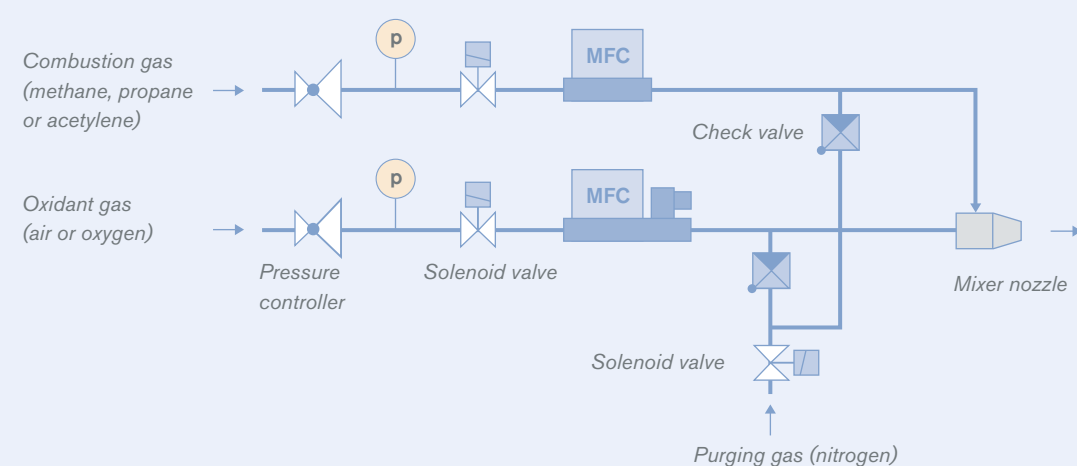 p
MFC
Combustion gas
(methane, propane
or acetylene)
Check valve
p
MFC
Oxidant gas
(air or oxygen)
Pressure
controller
Solenoid valve
Mixer nozzle
Solenoid valve
Purging gas (nitrogen)